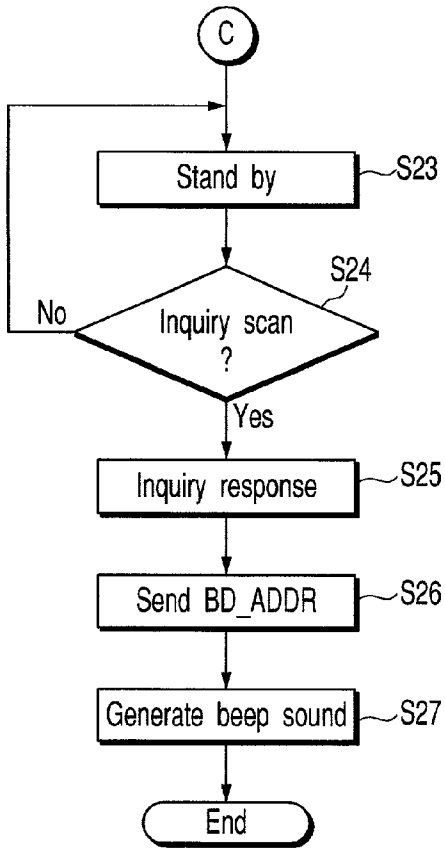 C
Stand by
S23
S24
Inquiry scan
?
No
Yes
Inquiry response
S25
Send BD_ADDR
S26
Generate beep sound
S27
End